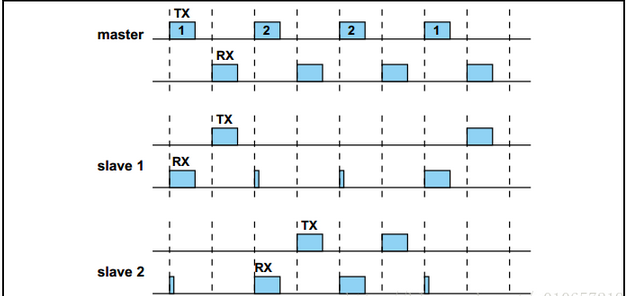 TX
master 1 2 2 1
RX
TX
slave 1 RX
TX
slave 2 RX